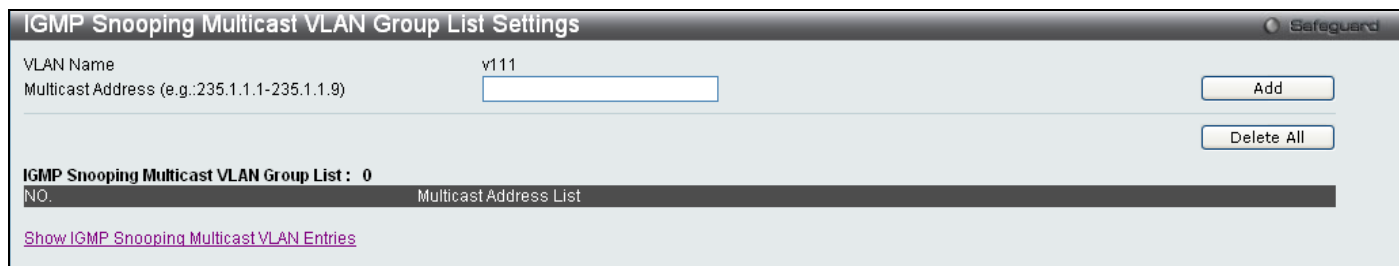 IGMP Snooping Multicast VLAN Group List Settings
Safeguard
VLAN Name v111
Multicast Address (e.g.:235.1.1.1-235.1.1.9)
Add
Delete All
IGMP Snooping Multicast VLAN Group List : 0
NO. Multicast Address List
Show IGMP Snooping Multicast VLAN Entries